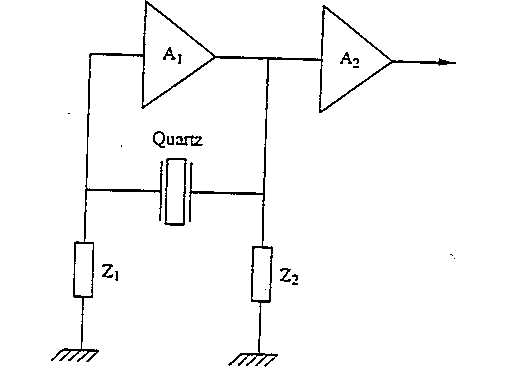 A₁
A₂
Quartz
Z₁
Z₂